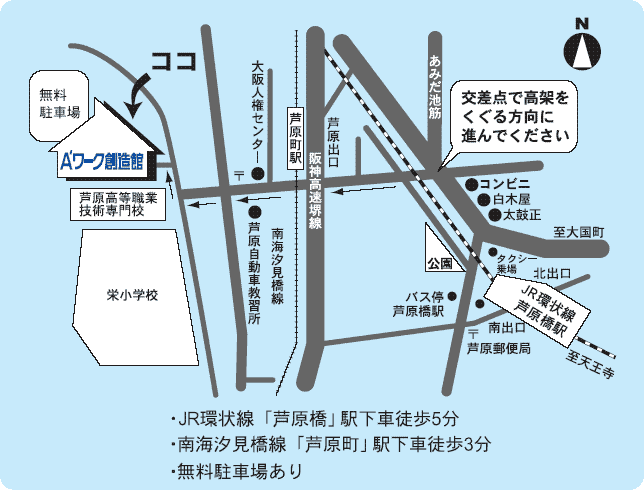 N
ココ
無料
駐車場
A'ワーク創造館
芦原高等職業
技術専門校
栄小学校
大阪人権センター
〒
芦原自動車教習所
南海汐見橋線
芦原町駅
阪神高速堺線
芦原出口
あみだ池筋
交差点で高架を
くぐる方向に
進んでください
コンビニ
白木屋
太鼓正
至大国町
タクシー
乗場
北出口
公園
JR環状線
芦原橋駅
バス停
芦原橋駅
南出口
〒
芦原郵便局
至天王寺
・JR環状線「芦原橋」駅下車徒歩5分
・南海汐見橋線「芦原町」駅下車徒歩3分
・無料駐車場あり